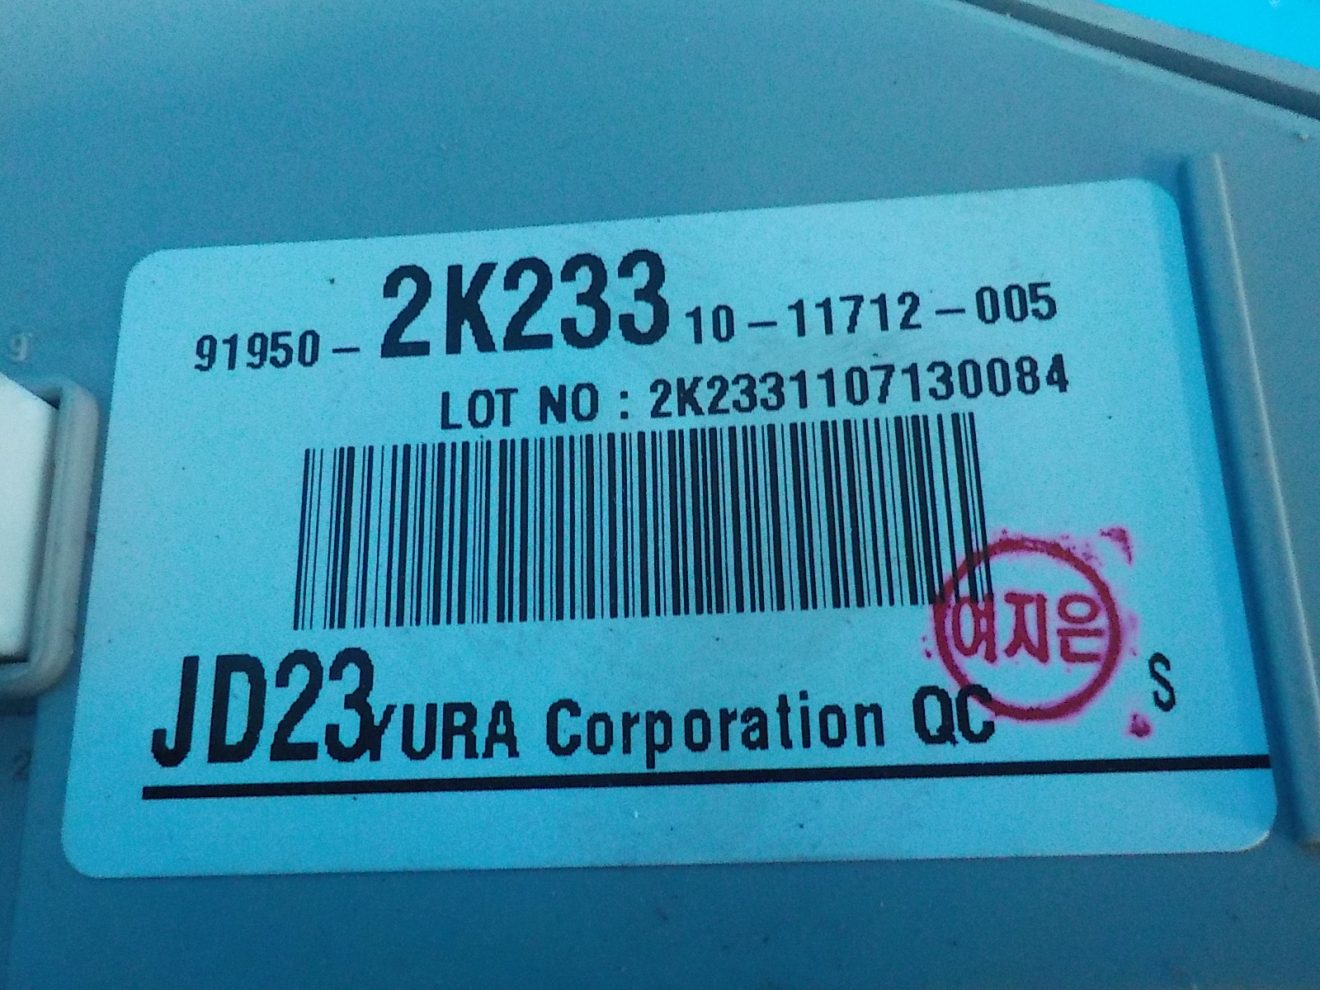 91950-2K233 10-11712-005
LOT NO : 2K2331107130084
여지은
JD23 YURA Corporation QC S